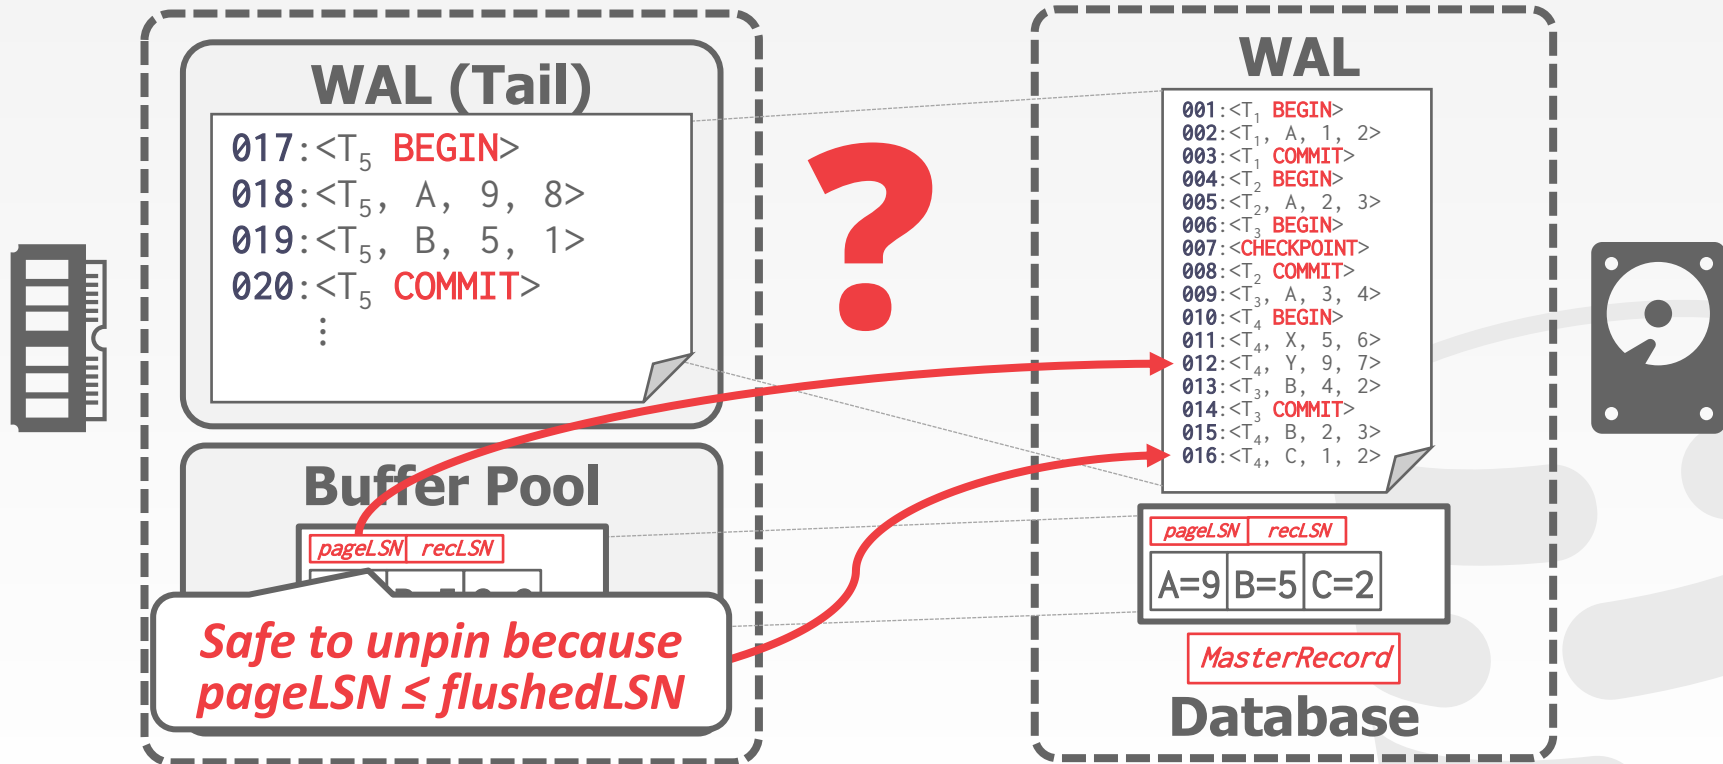 WAL (Tail)
017:<T5 BEGIN>
018:<T5, A, 9, 8>
019:<T5, B, 5, 1>
020:<T5 COMMIT>
⋮
?
Buffer Pool
pageLSN recLSN
Safe to unpin because
pageLSN ≤ flushedLSN
WAL
001:<T1 BEGIN>
002:<T1, A, 1, 2>
003:<T1 COMMIT>
004:<T2 BEGIN>
005:<T2, A, 2, 3>
006:<T3 BEGIN>
007:<CHECKPOINT>
008:<T2 COMMIT>
009:<T3, A, 3, 4>
010:<T4 BEGIN>
011:<T4, X, 5, 6>
012:<T4, Y, 9, 7>
013:<T3, B, 4, 2>
014:<T3 COMMIT>
015:<T4, B, 2, 3>
016:<T4, C, 1, 2>
pageLSN recLSN
A=9 B=5 C=2
MasterRecord
Database